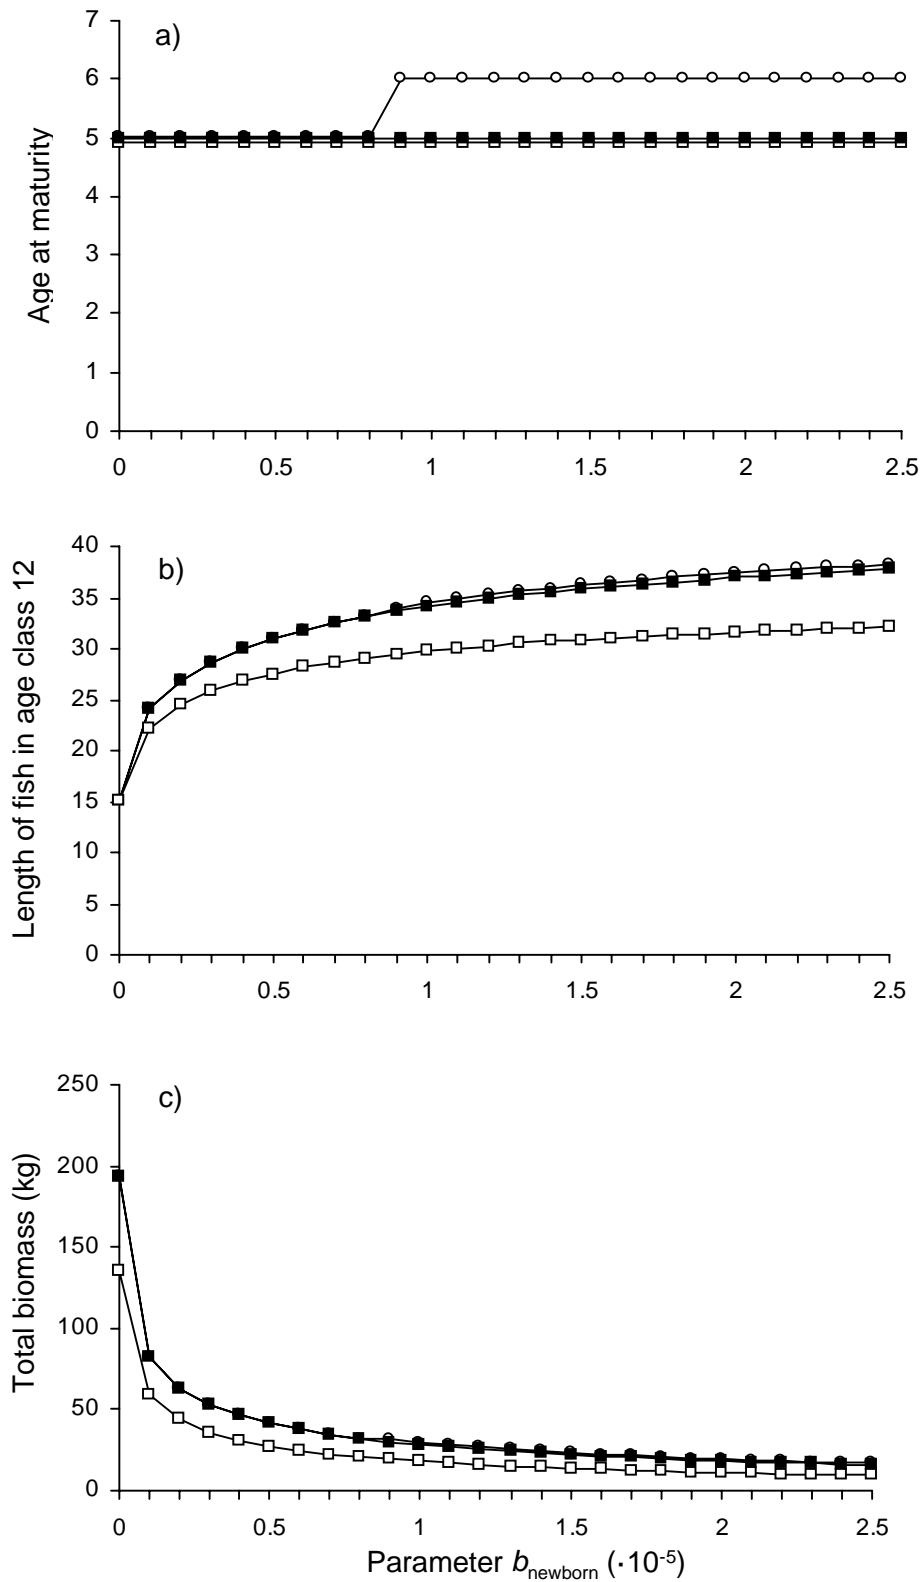 a)
Age at maturity
7
6
5
4
3
2
1
0
0 0.5 1 1.5 2 2.5
b)
Length of fish in age class 12
40
35
30
25
20
15
10
5
0
0 0.5 1 1.5 2 2.5
c)
Total biomass (kg)
250
200
150
100
50
0
0 0.5 1 1.5 2 2.5
Parameter b newborn (·10⁻⁵)